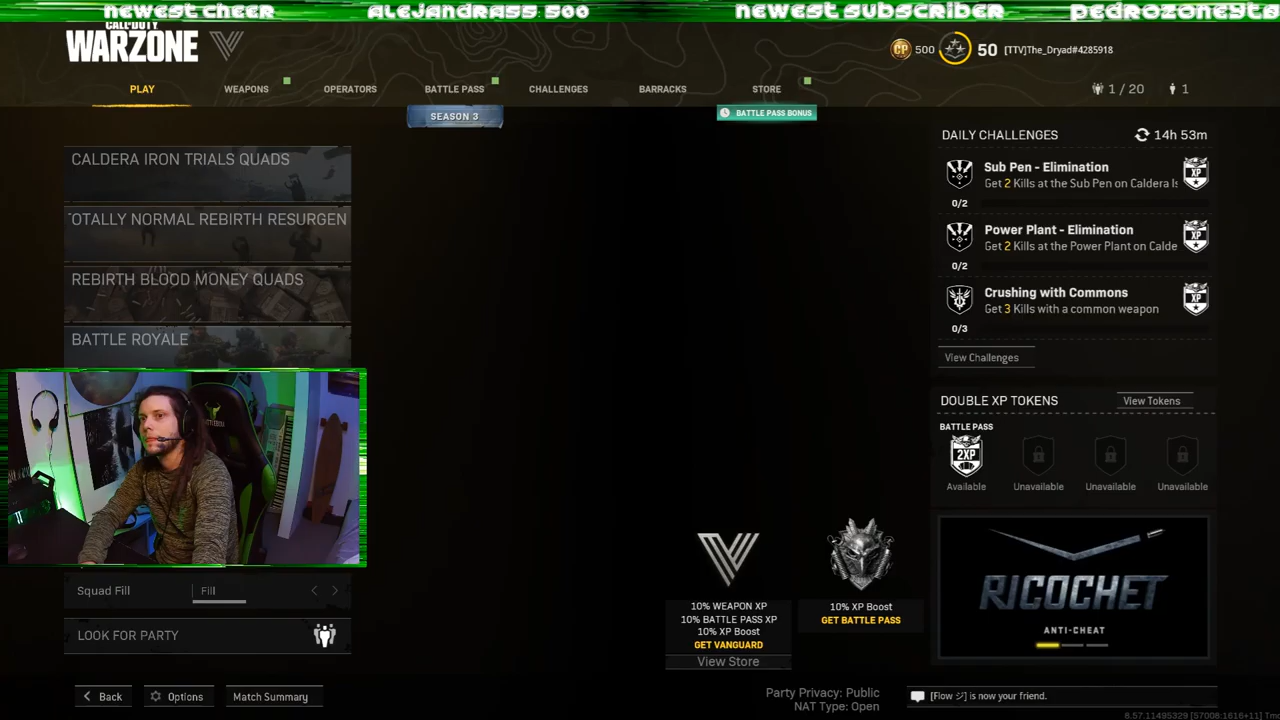 NEWEST CHEER ALEJANDRA55 500 NEWEST SUBSCRIBER
CALL OF DUTY
WARZONE
CP 500 50 [TTV]The_Dryad#4285918
PLAY WEAPONS OPERATORS BATTLE PASS CHALLENGES BARRACKS STORE 1 / 20 1
SEASON 3 BATTLE PASS BONUS
DAILY CHALLENGES 14h 53m
CALDERA IRON TRIALS QUADS
Sub Pen - Elimination
Get 2 Kills at the Sub Pen on Caldera Is
XP
0/2
OTALLY NORMAL REBIRTH RESURGEN
Power Plant - Elimination
Get 2 Kills at the Power Plant on Calde
XP
0/2
REBIRTH BLOOD MONEY QUADS
Crushing with Commons
Get 3 Kills with a common weapon
XP
0/3
BATTLE ROYALE
View Challenges
DOUBLE XP TOKENS View Tokens
BATTLE PASS
2XP
Available Unavailable Unavailable Unavailable
RICOCHET
ANTI-CHEAT
10% WEAPON XP
10% BATTLE PASS XP
10% XP Boost
GET VANGUARD
View Store
10% XP Boost
GET BATTLE PASS
Squad Fill Fill
LOOK FOR PARTY
Back Options Match Summary
Party Privacy: Public
NAT Type: Open
[Flow ジ] is now your friend.